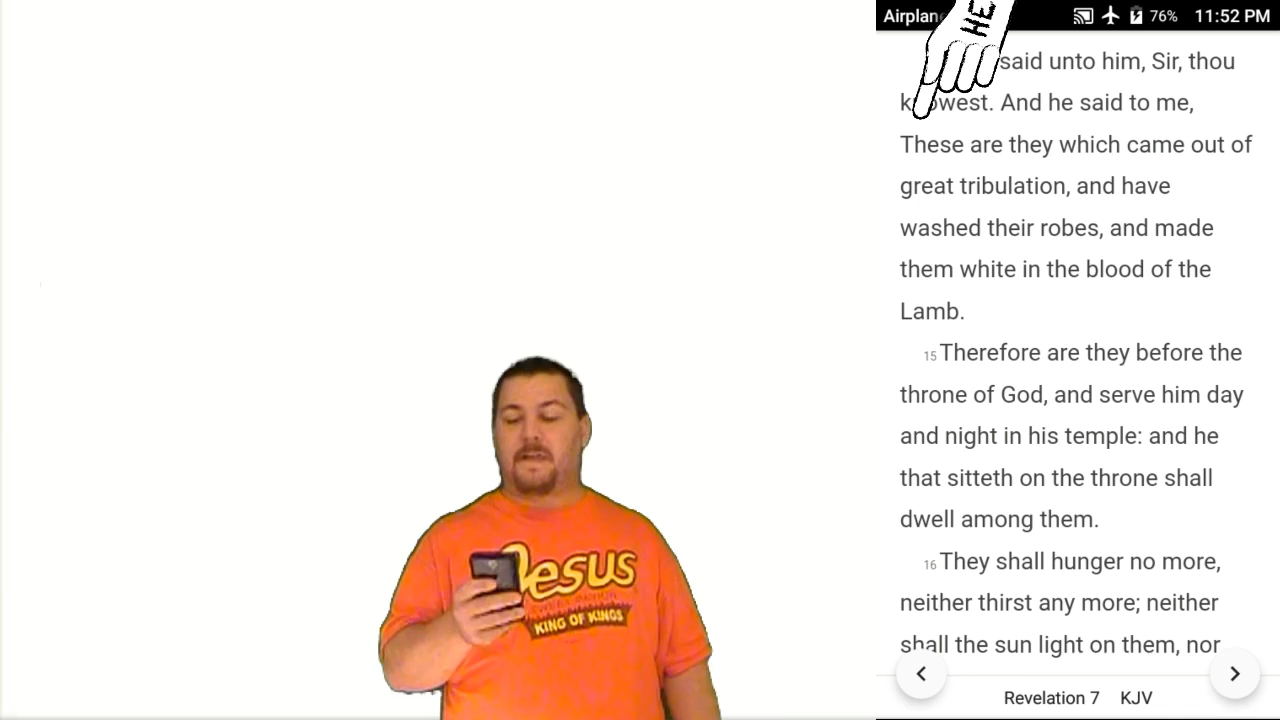 Airplan
76%
11:52 PM
HE
said unto him, Sir, thou
k owest. And he said to me,
These are they which came out of
great tribulation, and have
washed their robes, and made
them white in the blood of the
Lamb.
15 Therefore are they before the
throne of God, and serve him day
and night in his temple: and he
that sitteth on the throne shall
dwell among them.
16 They shall hunger no more,
neither thirst any more; neither
shall the sun light on them, nor
Revelation 7 KJV
Jesus
KING OF KINGS